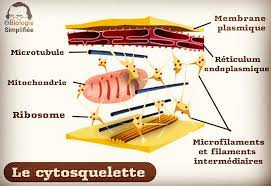 @Biologie
Simplifiée
Membrane
plasmique
Microtubule
Réticulum
endoplasmique
Mitochondrie
Ribosome
Microfilaments
et filaments
intermédiaires
Le cytosquelette